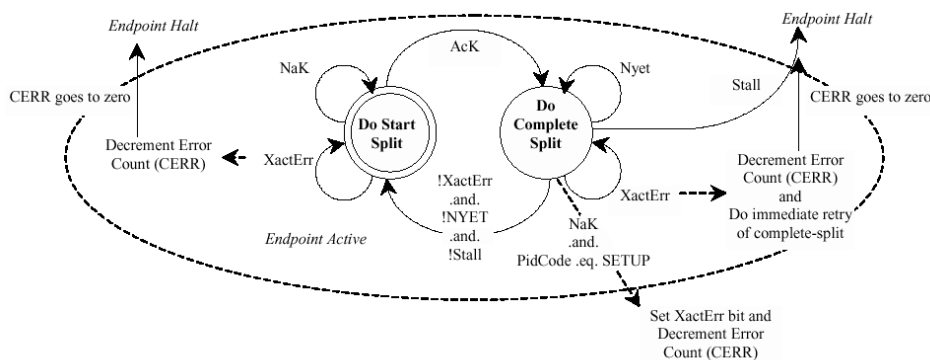 Endpoint Halt
Endpoint Halt
AcK
NaK
Nyet
Stall
CERR goes to zero
CERR goes to zero
Do Start
Split
Do
Complete
Split
Decrement Error
Count (CERR)
XactErr
XactErr
Decrement Error
Count (CERR)
and
Do immediate retry
of complete-split
!XactErr
.and.
!NYET
.and.
!Stall
NaK
.and.
PidCode .eq. SETUP
Endpoint Active
Set XactErr bit and
Decrement Error
Count (CERR)